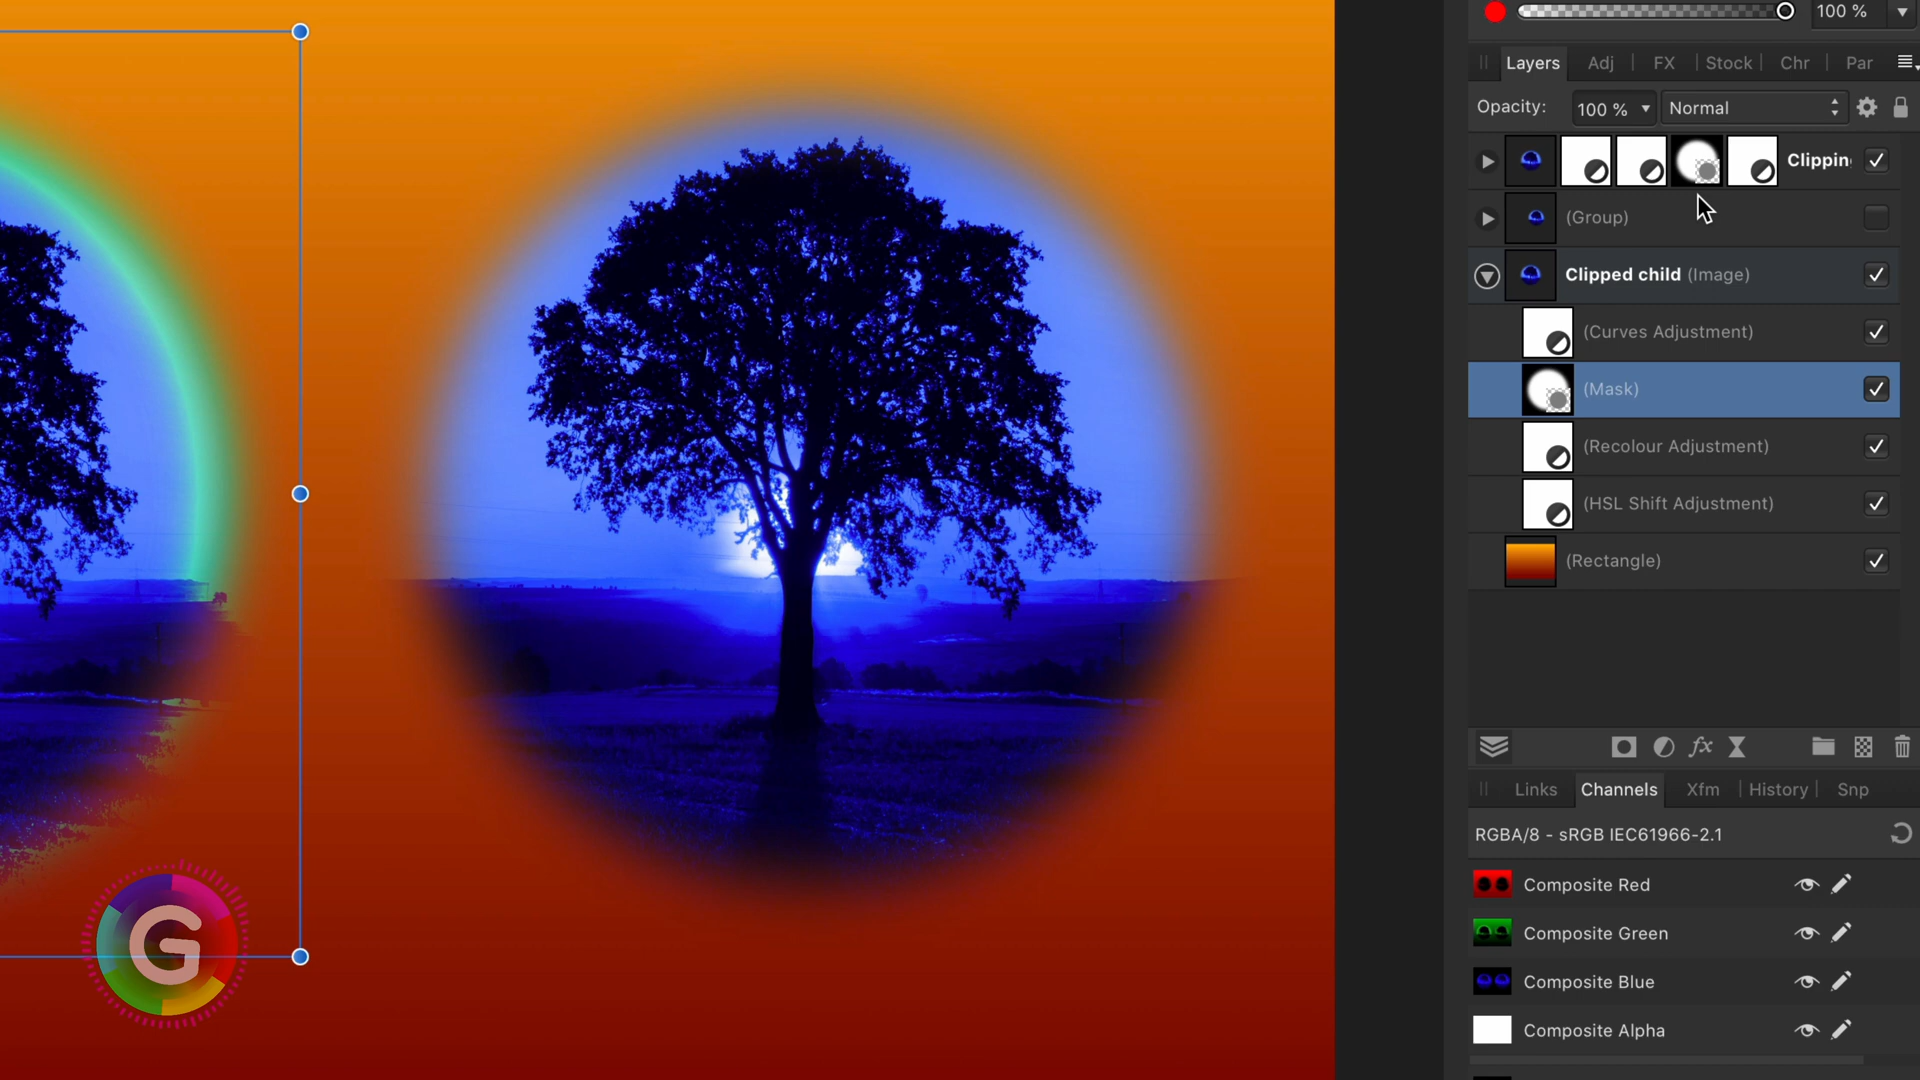 100 %
Layers Adj FX Stock Chr Par
Opacity: 100 % Normal
Clippin
(Group)
Clipped child (Image)
(Curves Adjustment)
(Mask)
(Recolour Adjustment)
(HSL Shift Adjustment)
(Rectangle)
fx
Links Channels Xfm History Snp
RGBA/8 - sRGB IEC61966-2.1
Composite Red
Composite Green
Composite Blue
Composite Alpha
G